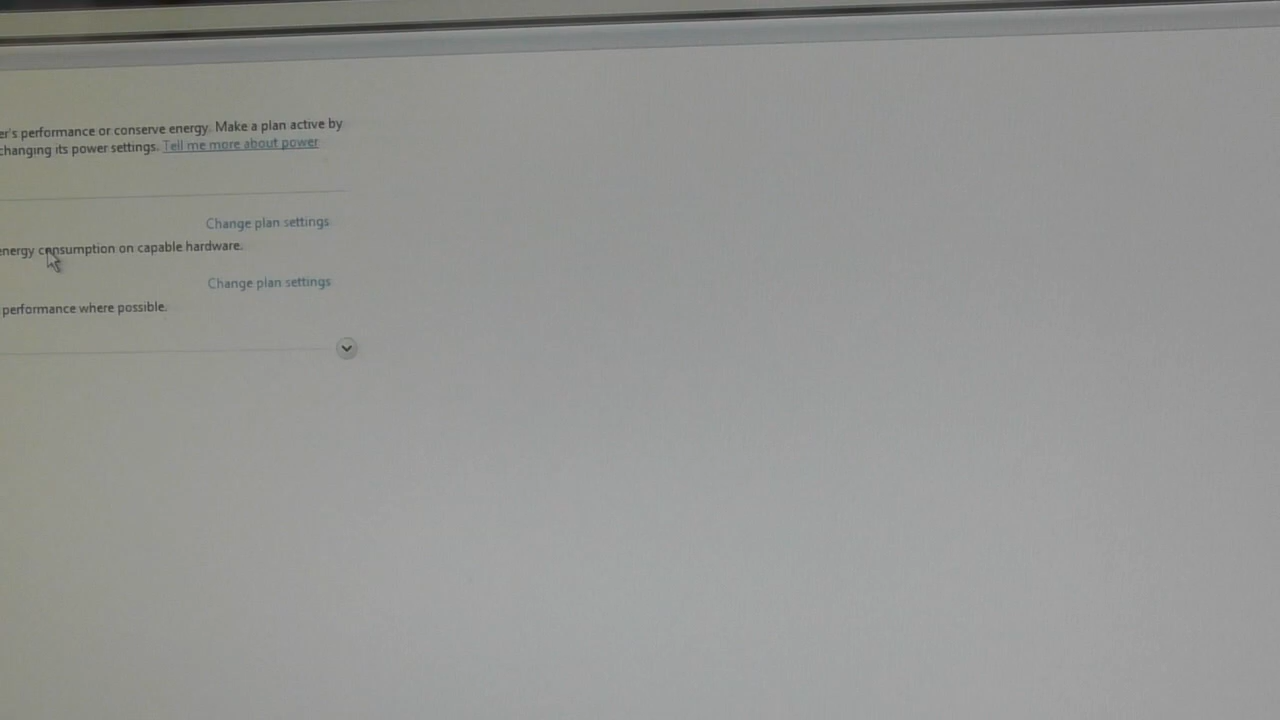 er's performance or conserve energy. Make a plan active by
changing its power settings. Tell me more about power
Change plan settings
energy consumption on capable hardware.
Change plan settings
performance where possible.